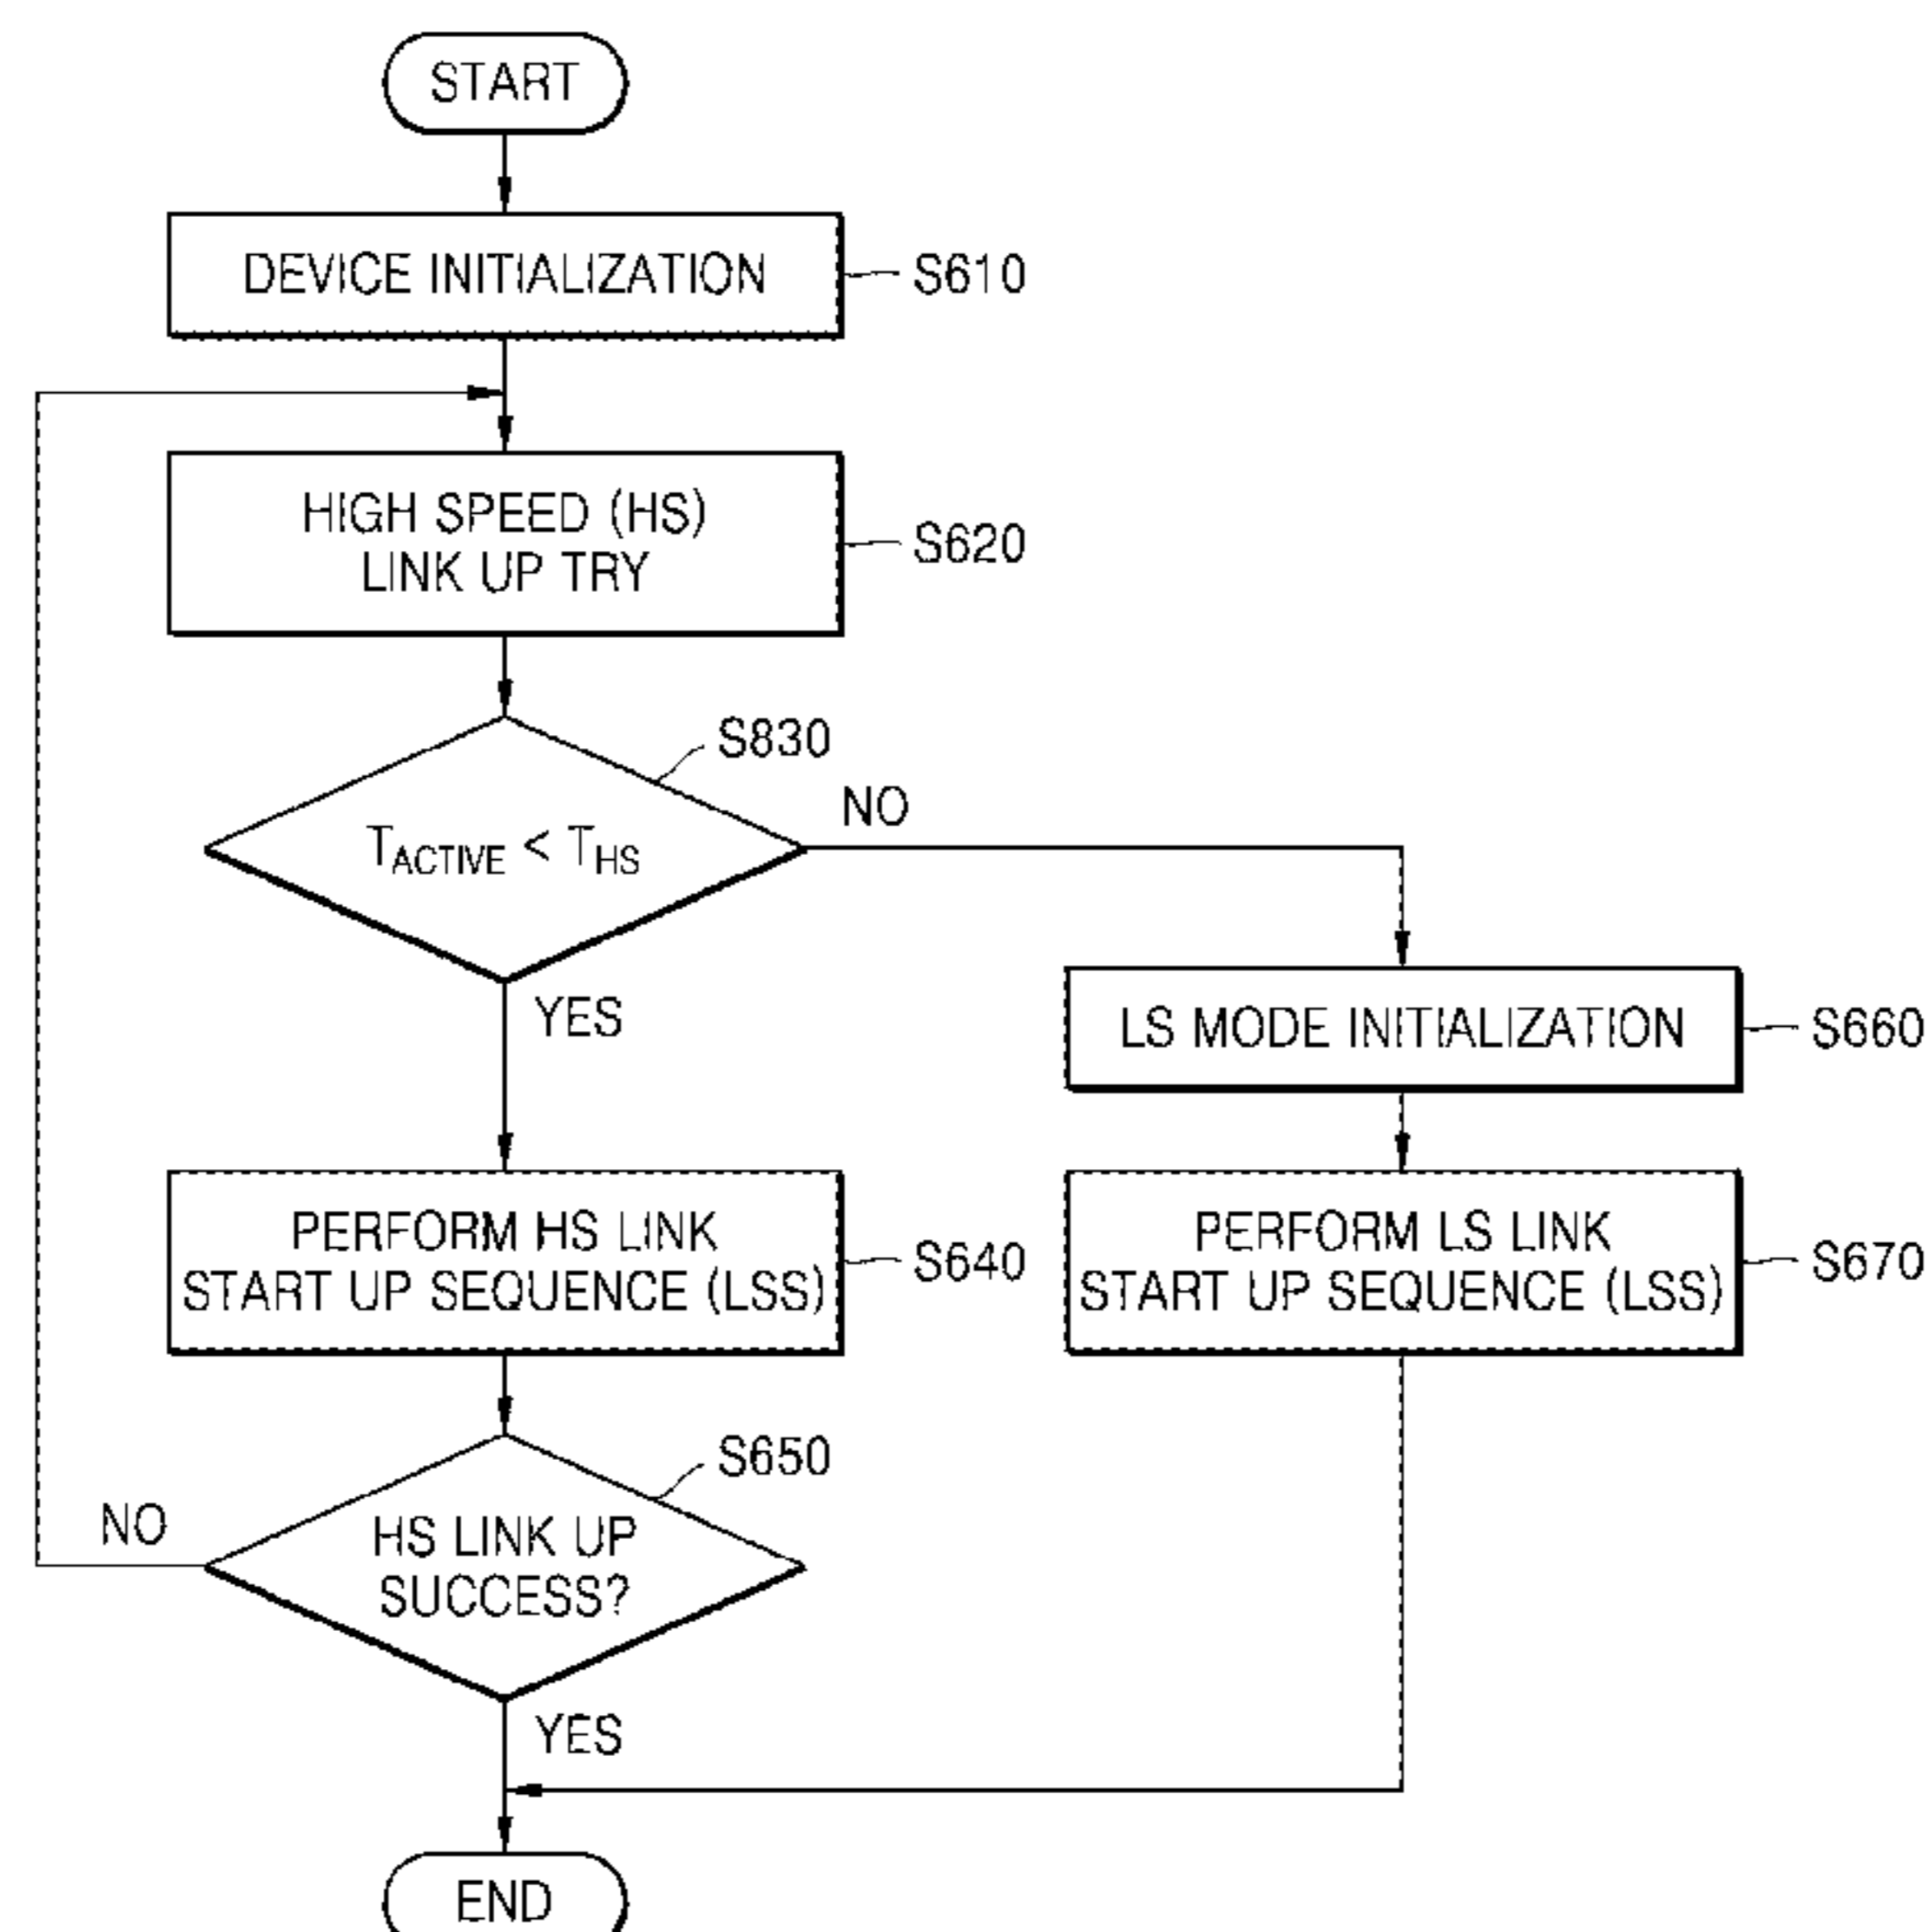 START
DEVICE INITIALIZATION
S610
HIGH SPEED (HS)
LINK UP TRY
S620
S830
TACTIVE < THS
NO
YES
LS MODE INITIALIZATION
S660
PERFORM HS LINK
START UP SEQUENCE (LSS)
S640
PERFORM LS LINK
START UP SEQUENCE (LSS)
S670
S650
HS LINK UP
SUCCESS?
NO
YES
END